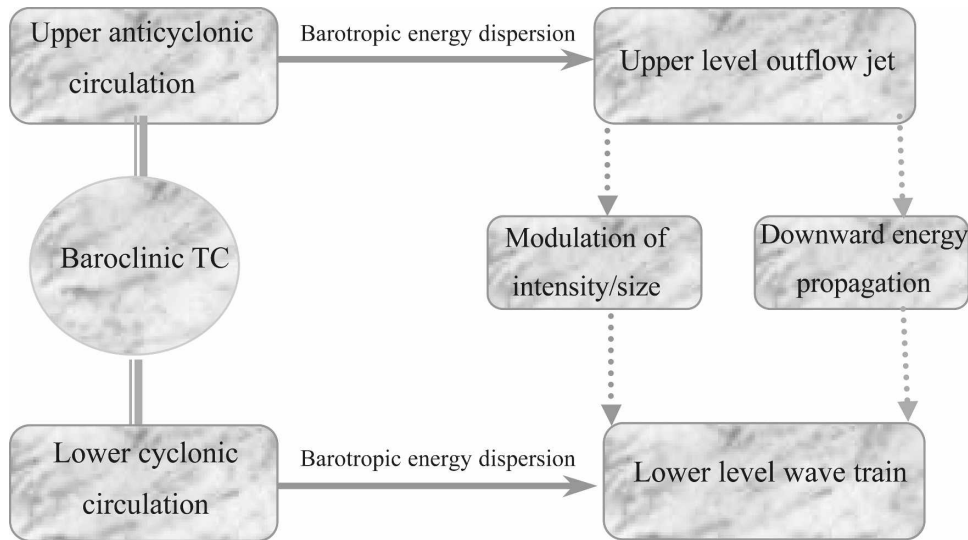 Upper anticyclonic
circulation
Barotropic energy dispersion
Upper level outflow jet
Baroclinic TC
Modulation of
intensity/size
Downward energy
propagation
Lower cyclonic
circulation
Barotropic energy dispersion
Lower level wave train